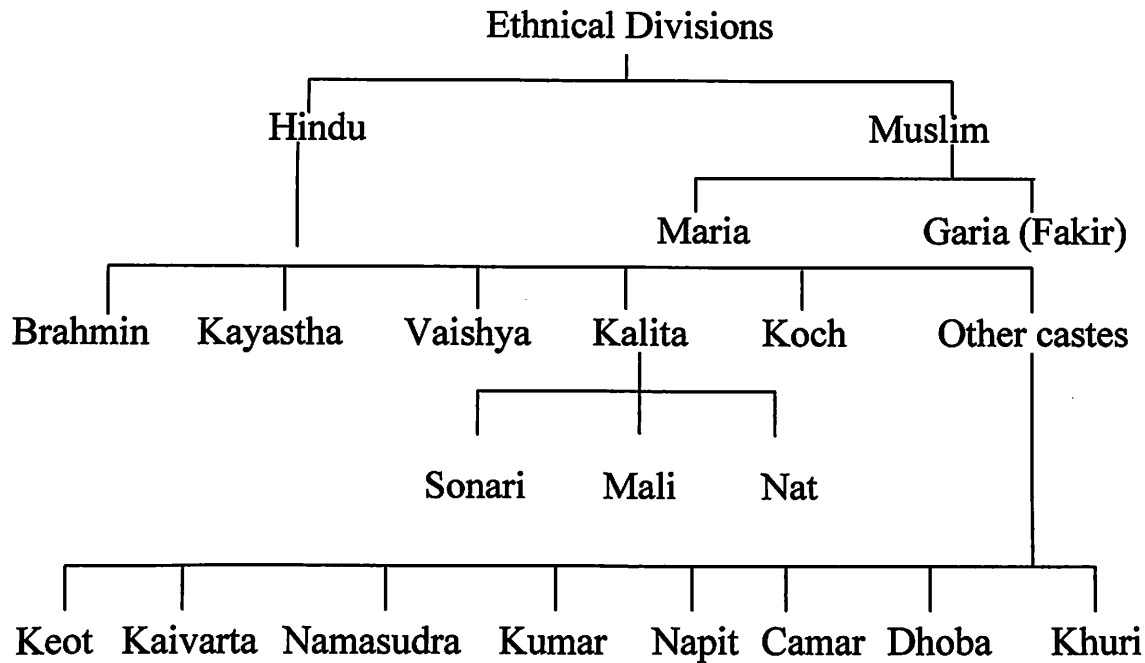 Ethnical Divisions
Hindu Muslim
Maria Garia (Fakir)
Brahmin Kayastha Vaishya Kalita Koch Other castes
Sonari Mali Nat
Keot Kaivarta Namasudra Kumar Napit Camar Dhoba Khuri